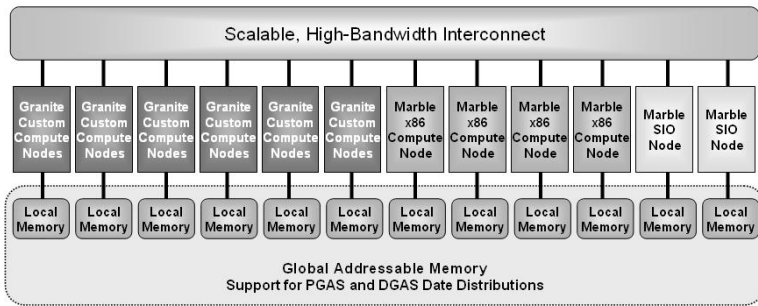 Scalable, High-Bandwidth Interconnect
Granite Custom Compute Nodes
Granite Custom Compute Nodes
Granite Custom Compute Nodes
Granite Custom Compute Nodes
Granite Custom Compute Nodes
Granite Custom Compute Nodes
Marble x86 Compute Node
Marble x86 Compute Node
Marble x86 Compute Node
Marble x86 Compute Node
Marble SIO Node
Marble SIO Node
Local Memory
Local Memory
Local Memory
Local Memory
Local Memory
Local Memory
Local Memory
Local Memory
Local Memory
Local Memory
Local Memory
Local Memory
Global Addressable Memory
Support for PGAS and DGAS Date Distributions